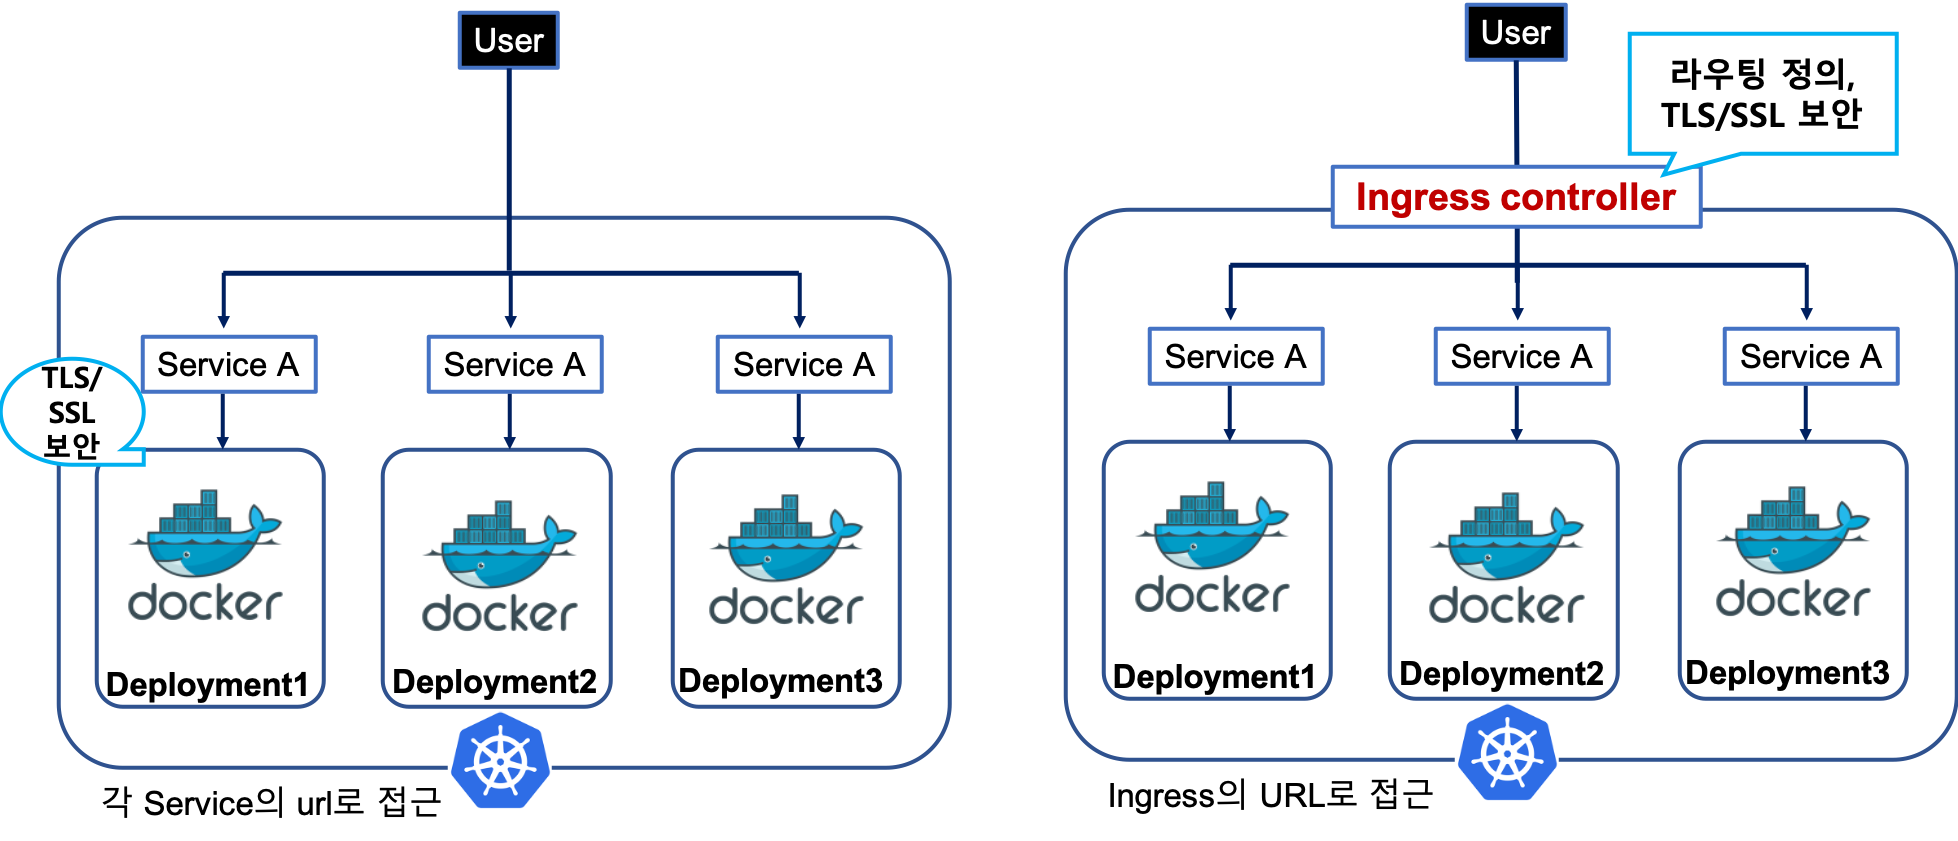 User
Service A
Service A
Service A
TLS/
SSL
보안
docker
docker
docker
Deployment1
Deployment2
Deployment3
각 Service의 url로 접근
User
라우팅 정의,
TLS/SSL 보안
Ingress controller
Service A
Service A
Service A
docker
docker
docker
Deployment1
Deployment2
Deployment3
Ingress의 URL로 접근